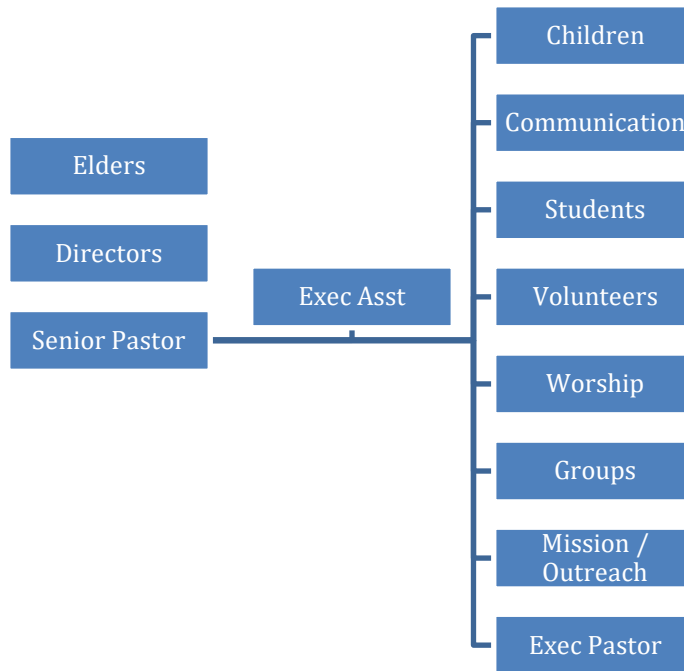 Elders
Directors
Senior Pastor
Exec Asst
Children
Communication
Students
Volunteers
Worship
Groups
Mission /
Outreach
Exec Pastor